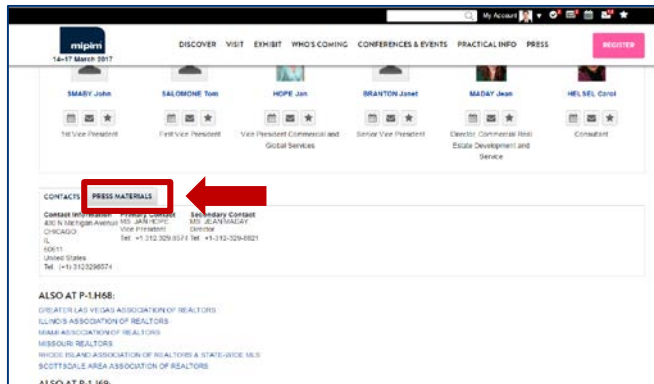 My Account
mipim
14–17 March 2017
DISCOVER VISIT EXHIBIT WHO'S COMING CONFERENCES & EVENTS PRACTICAL INFO PRESS
REGISTER
SMABY John SALOMONE Tom HOPE Jan BRANTON Janet MADAY Jean HELSEL Carol
1st Vice President First Vice President Vice President Commercial and Senior Vice President Director, Commercial Real Consultant
Global Services Estate Development and
Service
CONTACTS PRESS MATERIALS
Contact Information Primary Contact Secondary Contact
430 N Michigan Avenue MS. JAN HOPE MS. JEAN MADAY
CHICAGO Vice President Director
IL Tel: +1.312.329.8574 Tel: +1-312-329-8821
60611
United States
Tel: (+1) 3123298574
ALSO AT P-1.H68:
GREATER LAS VEGAS ASSOCIATION OF REALTORS
ILLINOIS ASSOCIATION OF REALTORS
MIAMI ASSOCIATION OF REALTORS
MISSOURI REALTORS
RHODE ISLAND ASSOCIATION OF REALTORS & STATE-WIDE MLS
SCOTTSDALE AREA ASSOCIATION OF REALTORS
ALSO AT P-1.J69: